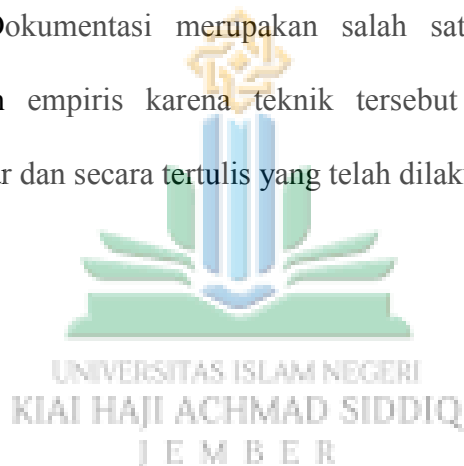 Dokumentasi merupakan salah sat
empiris karena teknik tersebut
dan secara tertulis yang telah dilak
UNIVERSITAS ISLAM NEGERI
KIAI HAJI ACHMAD SIDDIQ
JEMBER